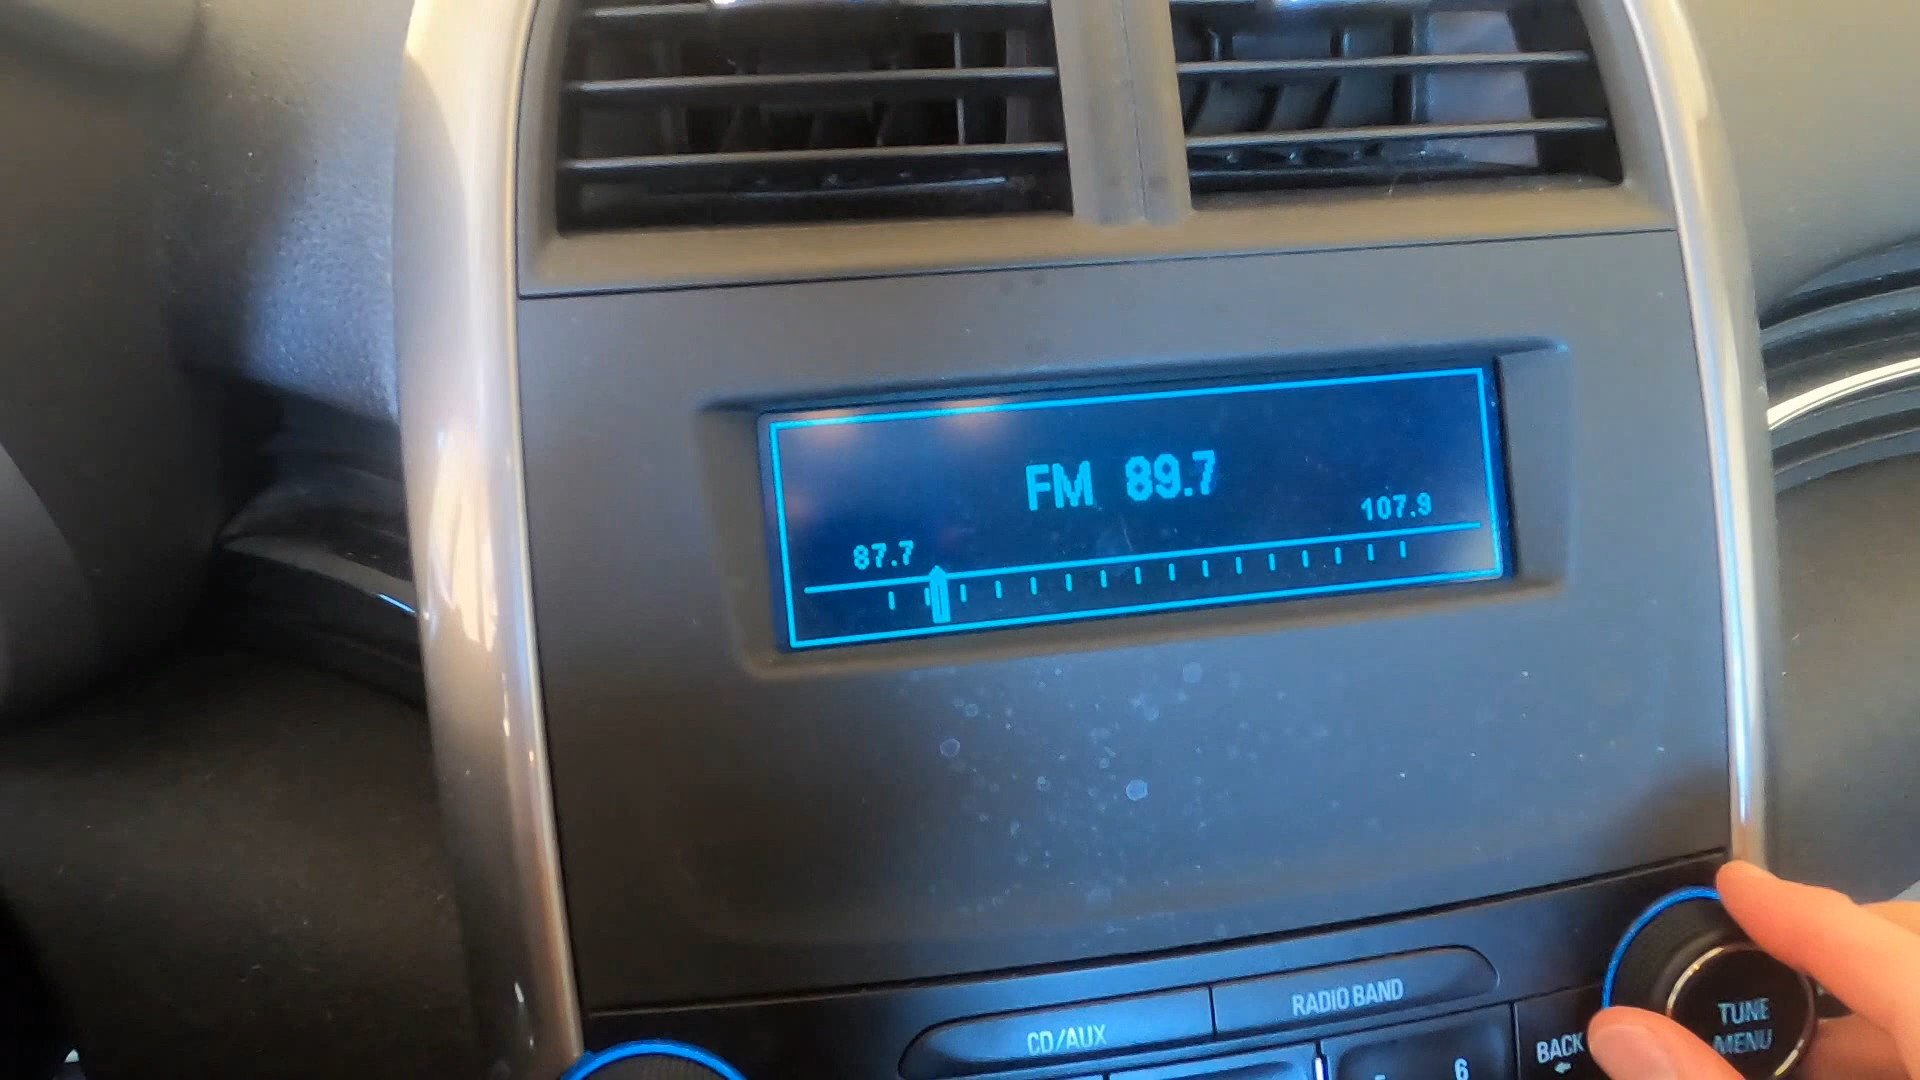 FM 89.7
107.9
87.7
RADIO BAND
CD/AUX
TUNE
MENU
BACK
6